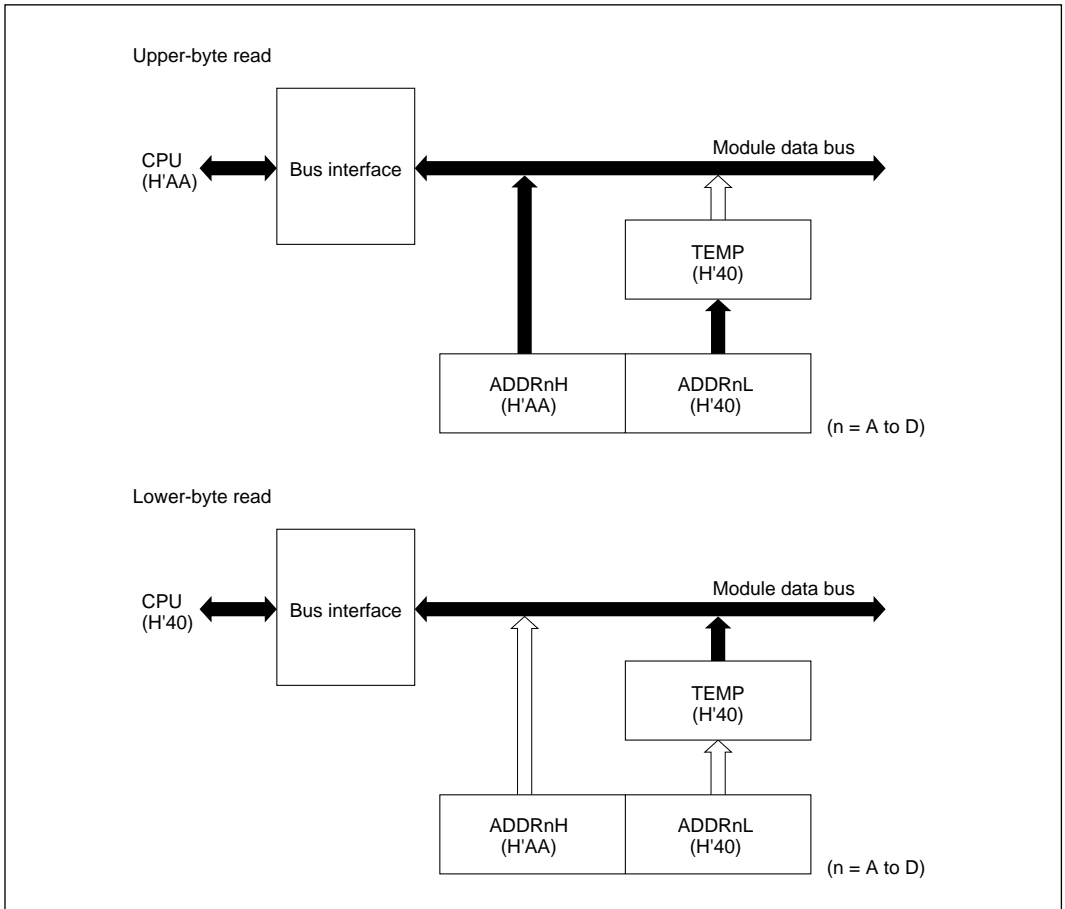 Upper-byte read
CPU
(H'AA)
Bus interface
Module data bus
TEMP
(H'40)
ADDRnH
(H'AA)
ADDRnL
(H'40)
(n = A to D)
Lower-byte read
CPU
(H'40)
Bus interface
Module data bus
TEMP
(H'40)
ADDRnH
(H'AA)
ADDRnL
(H'40)
(n = A to D)